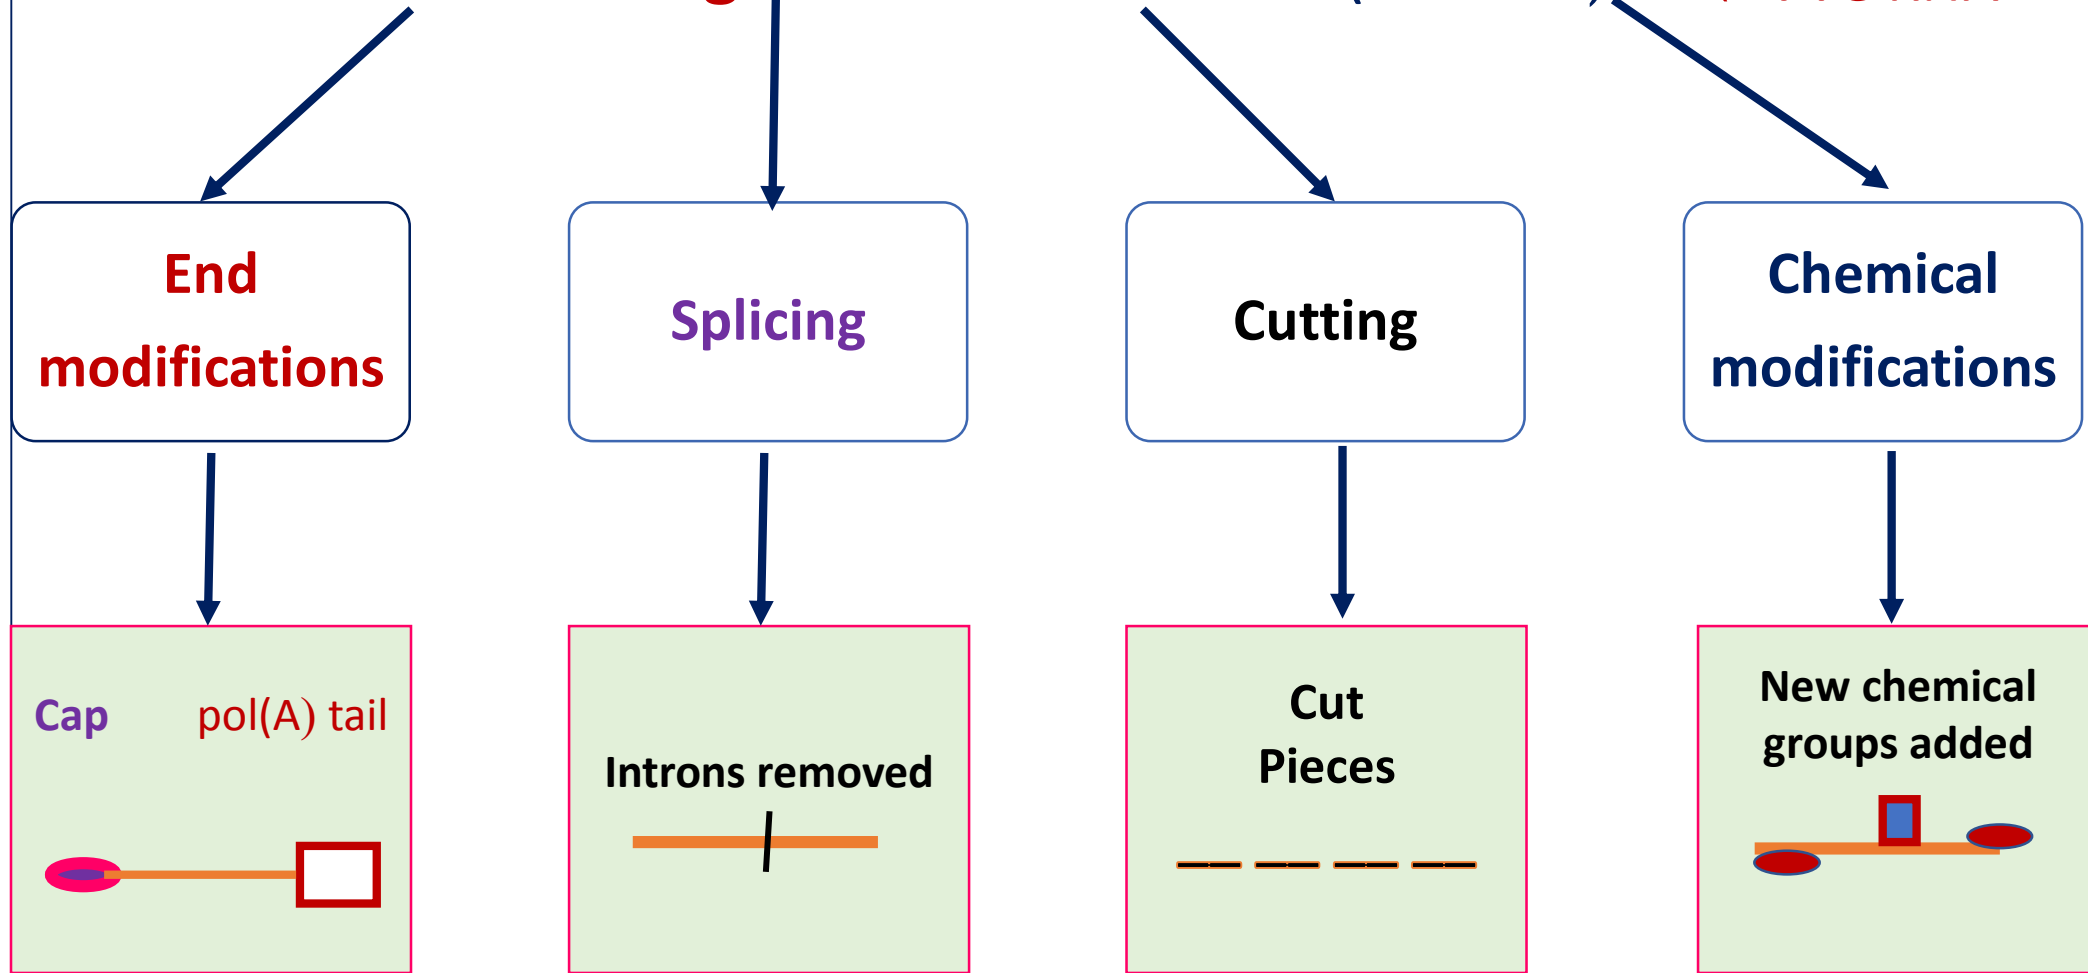 End
modifications
Splicing
Cutting
Chemical
modifications
Cap
pol(A) tail
Introns removed
Cut
Pieces
New chemical
groups added